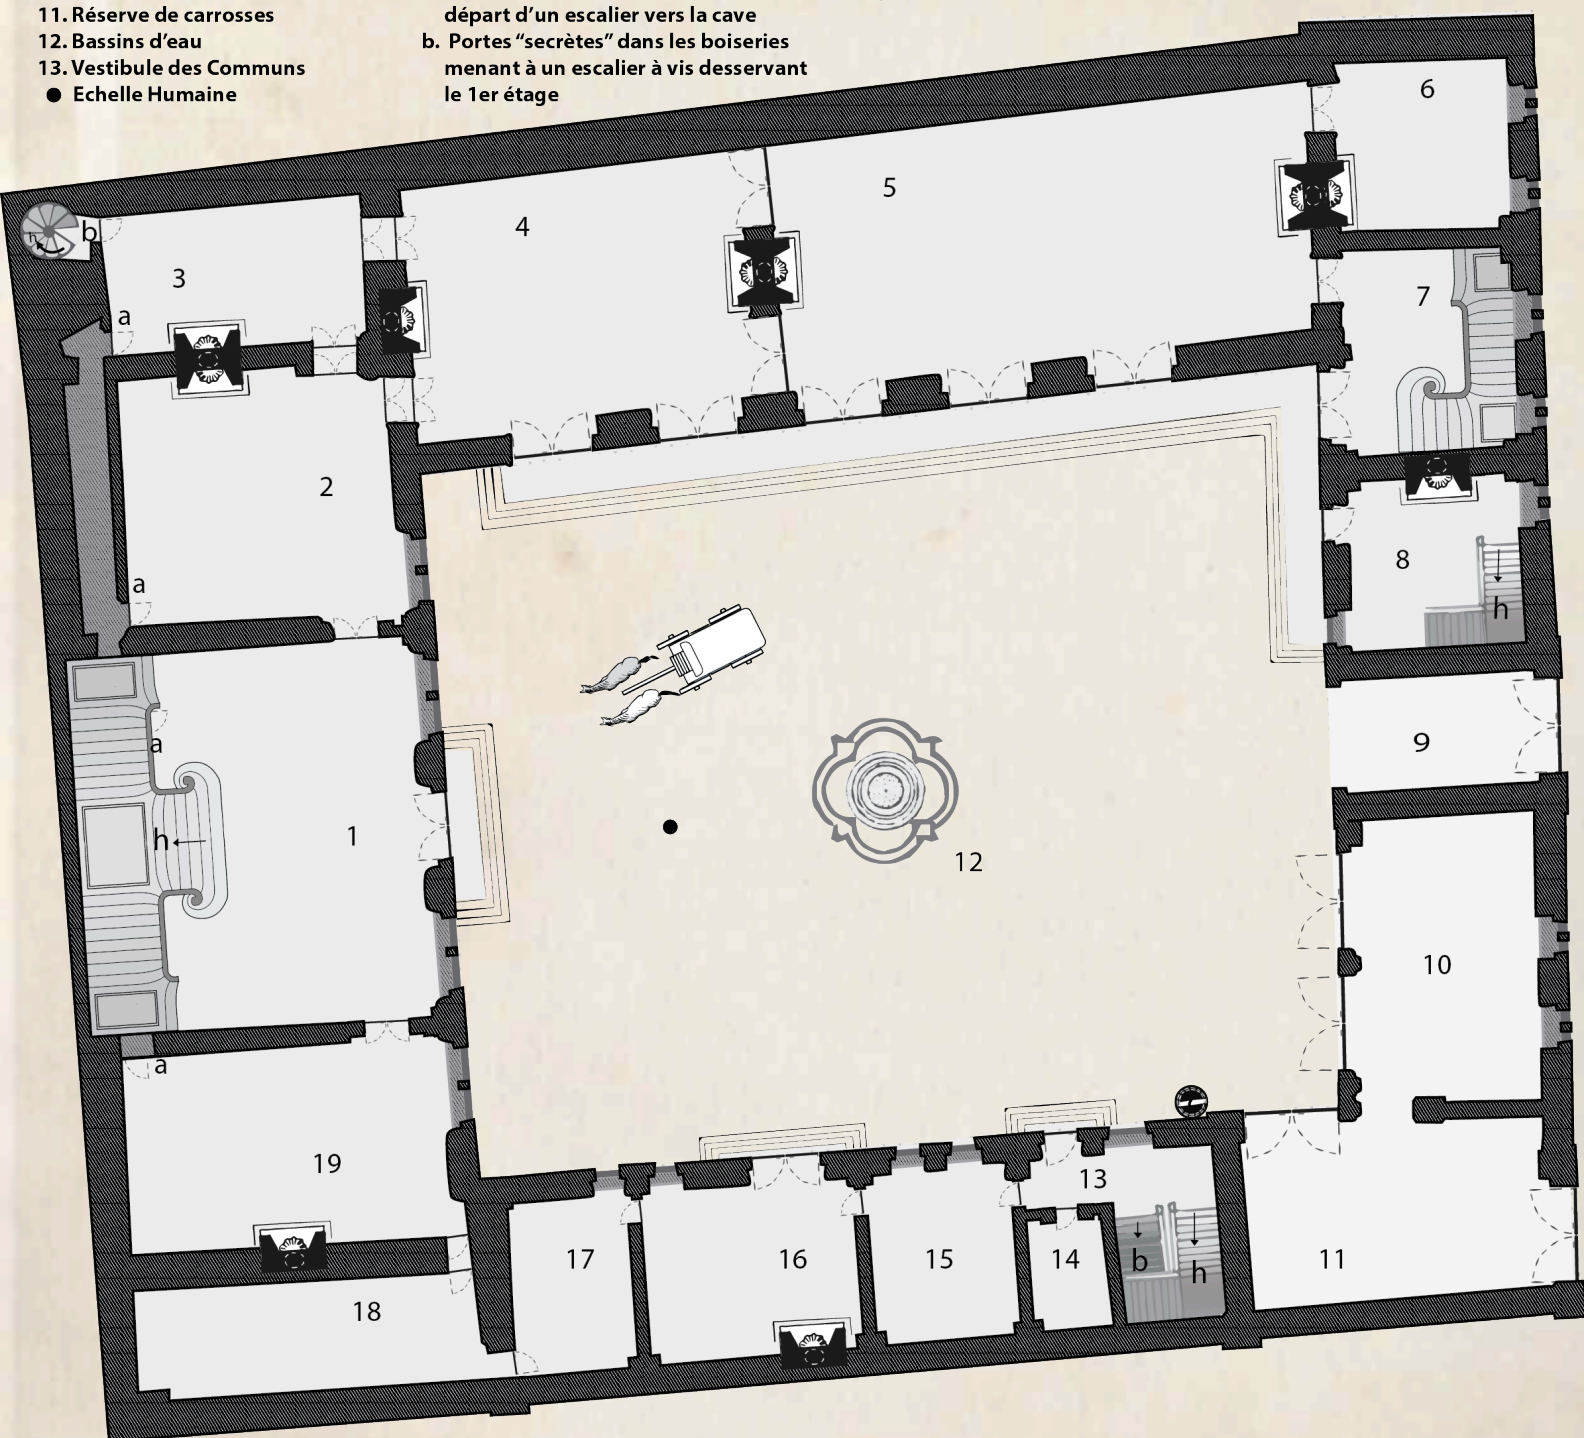 11. Réserve de carrosses
12. Bassins d’eau
13. Vestibule des Communs
● Echelle Humaine
départ d’un escalier vers la cave
b. Portes “secrètes” dans les boiseries
menant à un escalier à vis desservant
le 1er étage
6
5
4
b
h
3
7
a
2
8
a
h
9
a
1
h
12
10
a
19
13
17
16
15
14
b
h
11
18